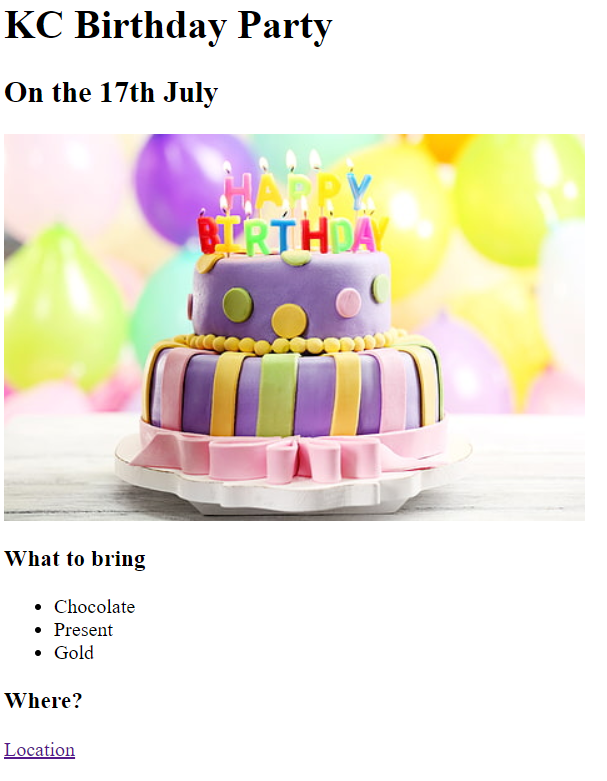 KC Birthday Party
On the 17th July
HAPPY
BIRTHDAY
What to bring
Chocolate
Present
Gold
Where?
Location